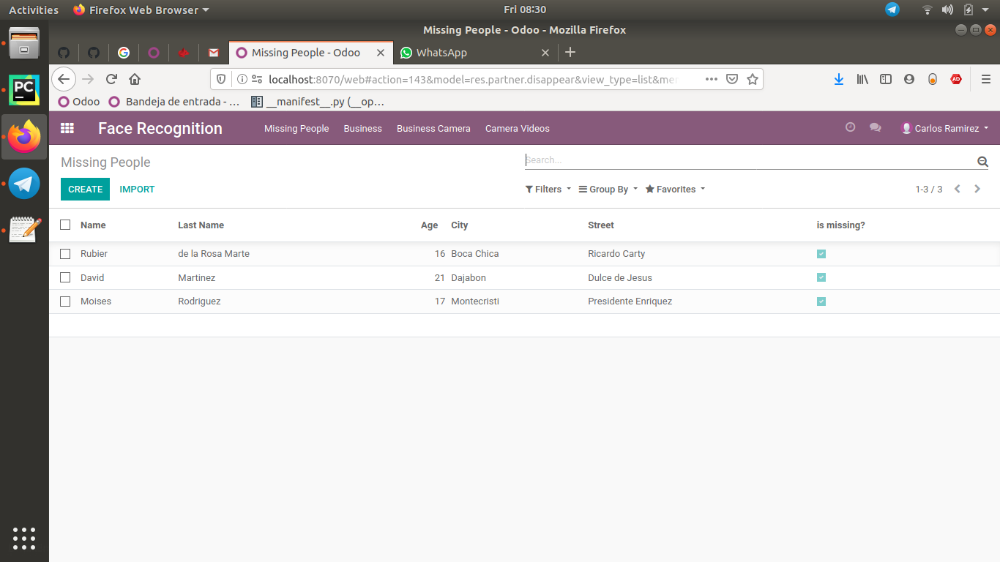 Activities Firefox Web Browser Fri 08:30
Missing People - Odoo - Mozilla Firefox
Missing People - Odoo WhatsApp
localhost:8070/web#action=143&model=res.partner.disappear&view_type=list&me
Odoo Bandeja de entrada - ... __manifest__.py (__op...
Face Recognition Missing People Business Business Camera Camera Videos Carlos Ramirez
Missing People Search...
CREATE IMPORT Filters Group By Favorites 1-3 / 3
Name Last Name Age City Street is missing?
Rubier de la Rosa Marte 16 Boca Chica Ricardo Carty
David Martinez 21 Dajabon Dulce de Jesus
Moises Rodriguez 17 Montecristi Presidente Enriquez
PC
AD